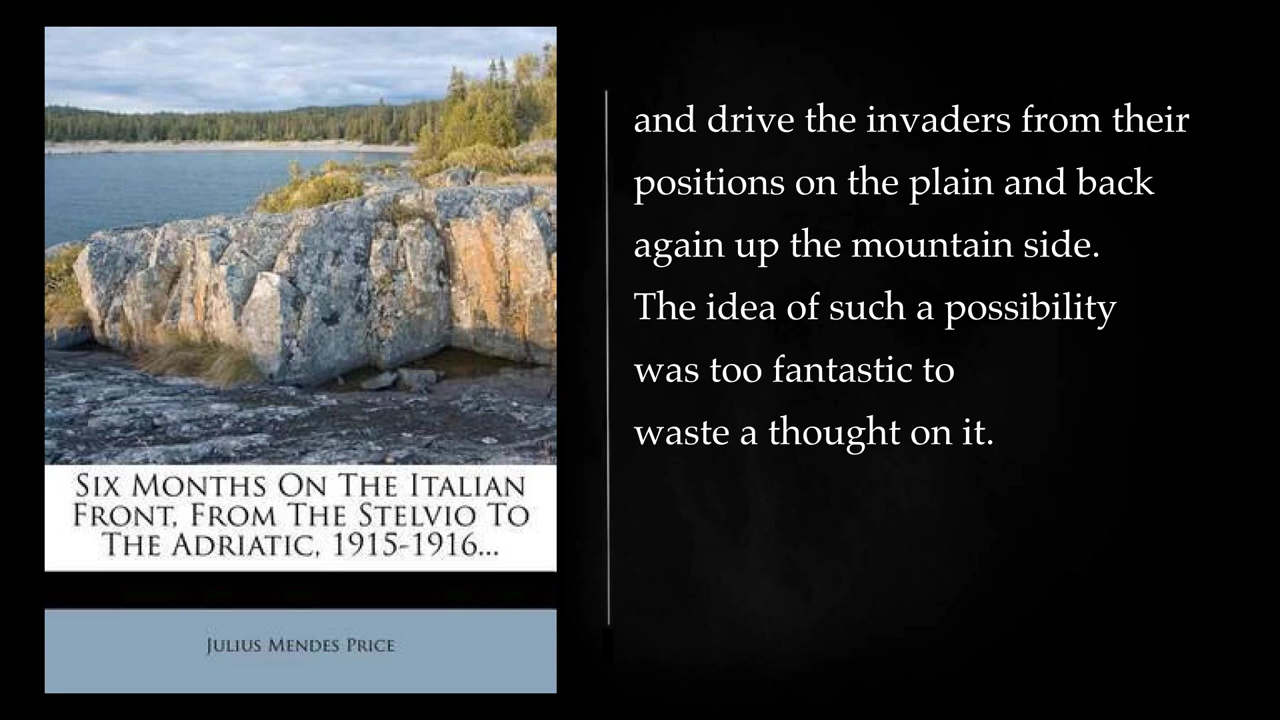 and drive the invaders from their
positions on the plain and back
again up the mountain side.
The idea of such a possibility
was too fantastic to
waste a thought on it.
Six Months On The Italian
Front, From The Stelvio To
The Adriatic, 1915-1916...
Julius Mendes Price